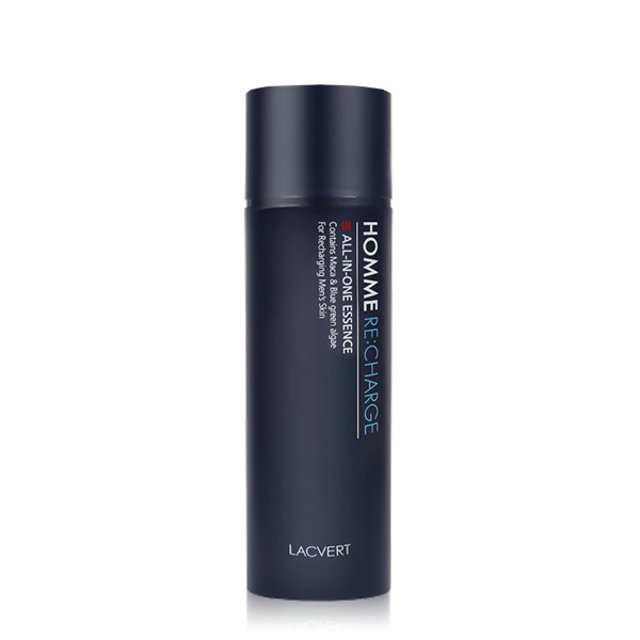 HOMME RE:CHARGE
ALL-IN-ONE ESSENCE
Contains Maca & Blue green algae
For Recharging Men's Skin
LACVERT